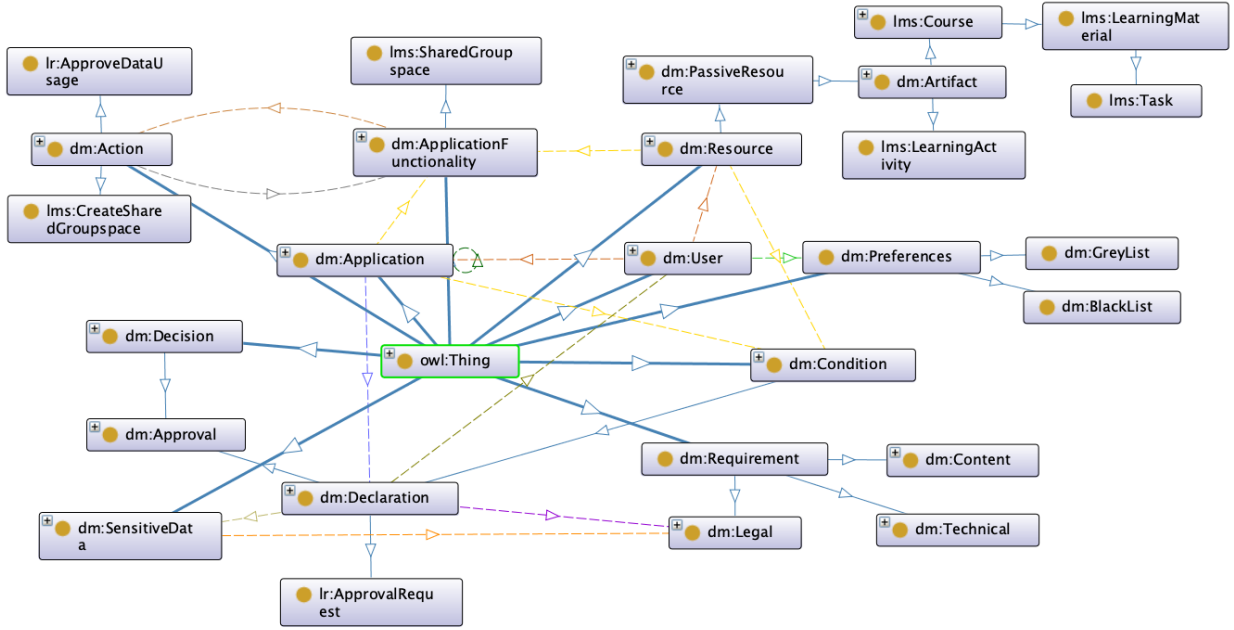 lms:Course
lms:LearningMat
erial
lr:ApproveDataU
sage
lms:SharedGroup
space
dm:PassiveResou
rce
dm:Artifact
lms:Task
dm:Action
dm:ApplicationF
unctionality
dm:Resource
lms:LearningAct
ivity
lms:CreateShare
dGroupspace
dm:Application
dm:User
dm:Preferences
dm:GreyList
dm:BlackList
dm:Decision
owl:Thing
dm:Condition
dm:Approval
dm:Requirement
dm:Content
dm:Declaration
dm:SensitiveDat
a
dm:Legal
dm:Technical
lr:ApprovalRequ
est